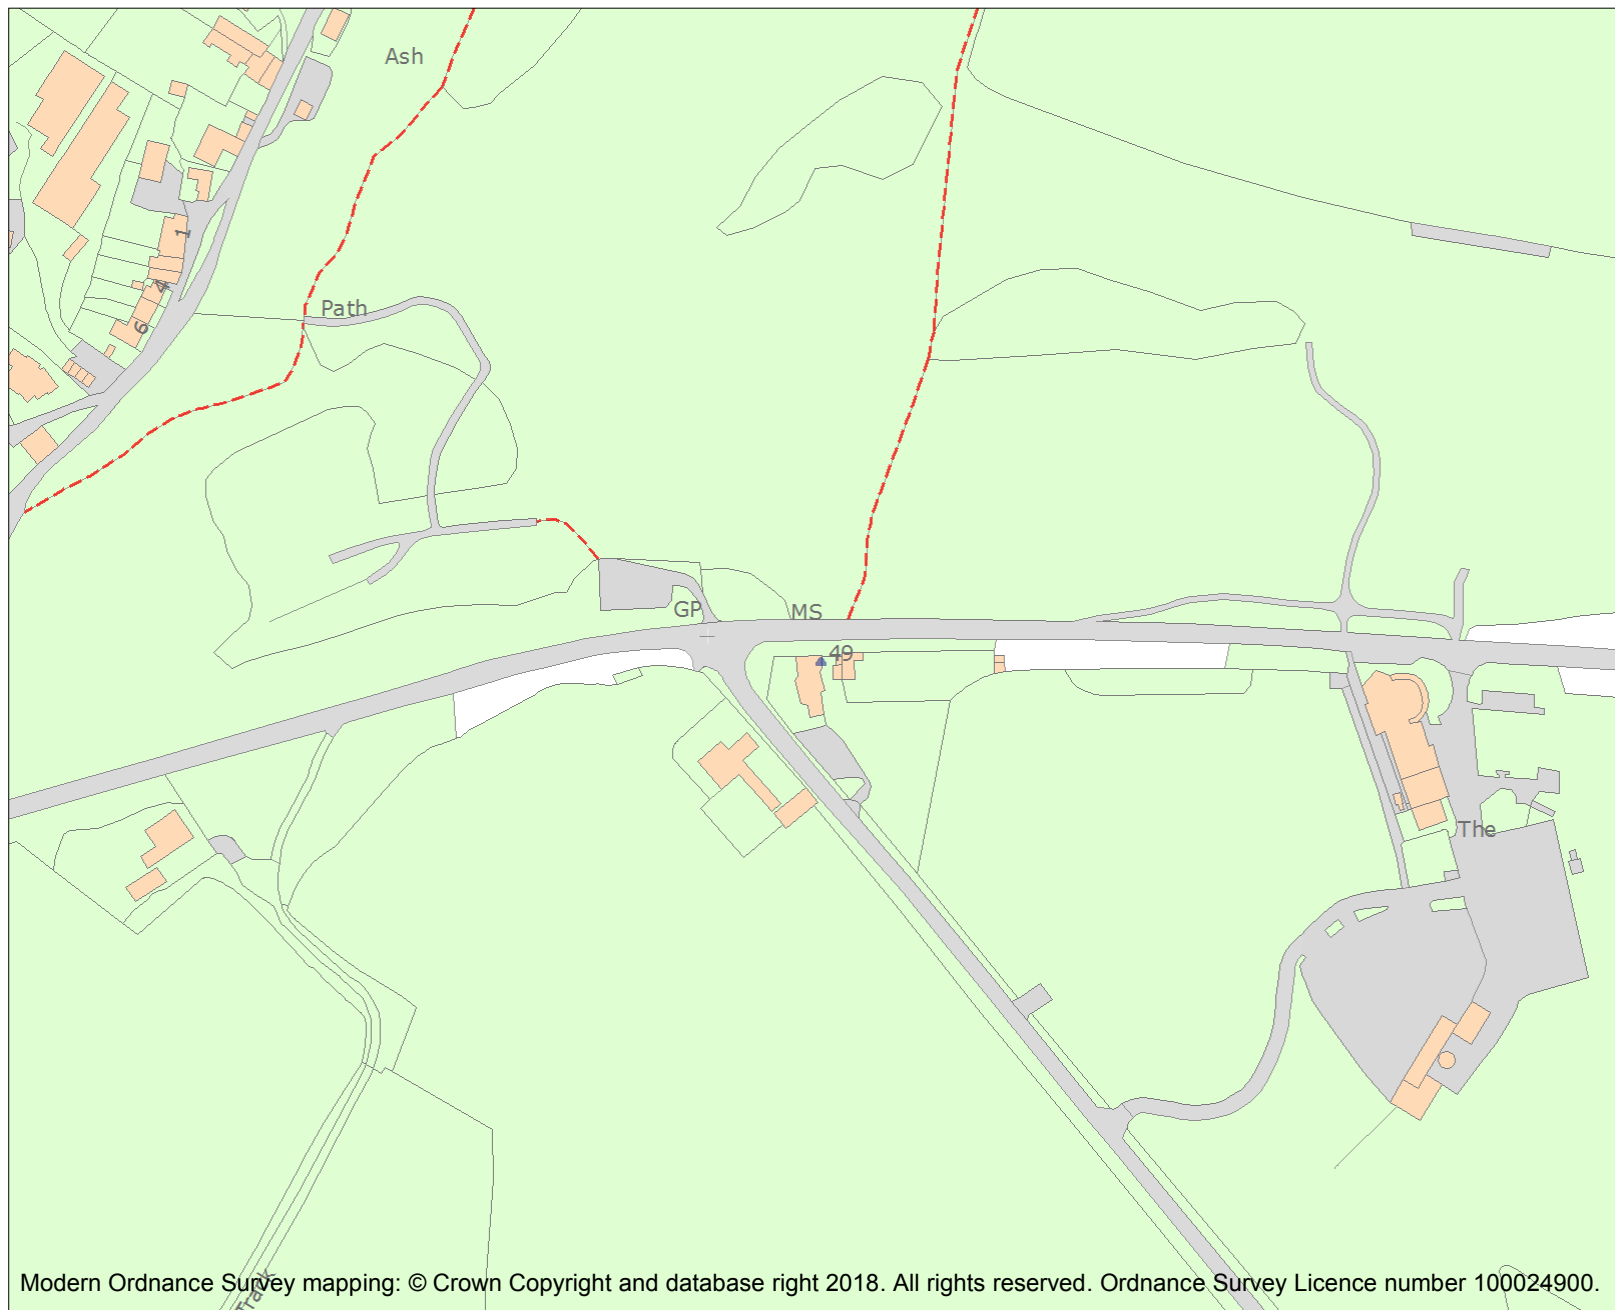 Ash
1
4
6
Path
GP
MS
49
The
Track
Modern Ordnance Survey mapping: © Crown Copyright and database right 2018. All rights reserved. Ordnance Survey Licence number 100024900.